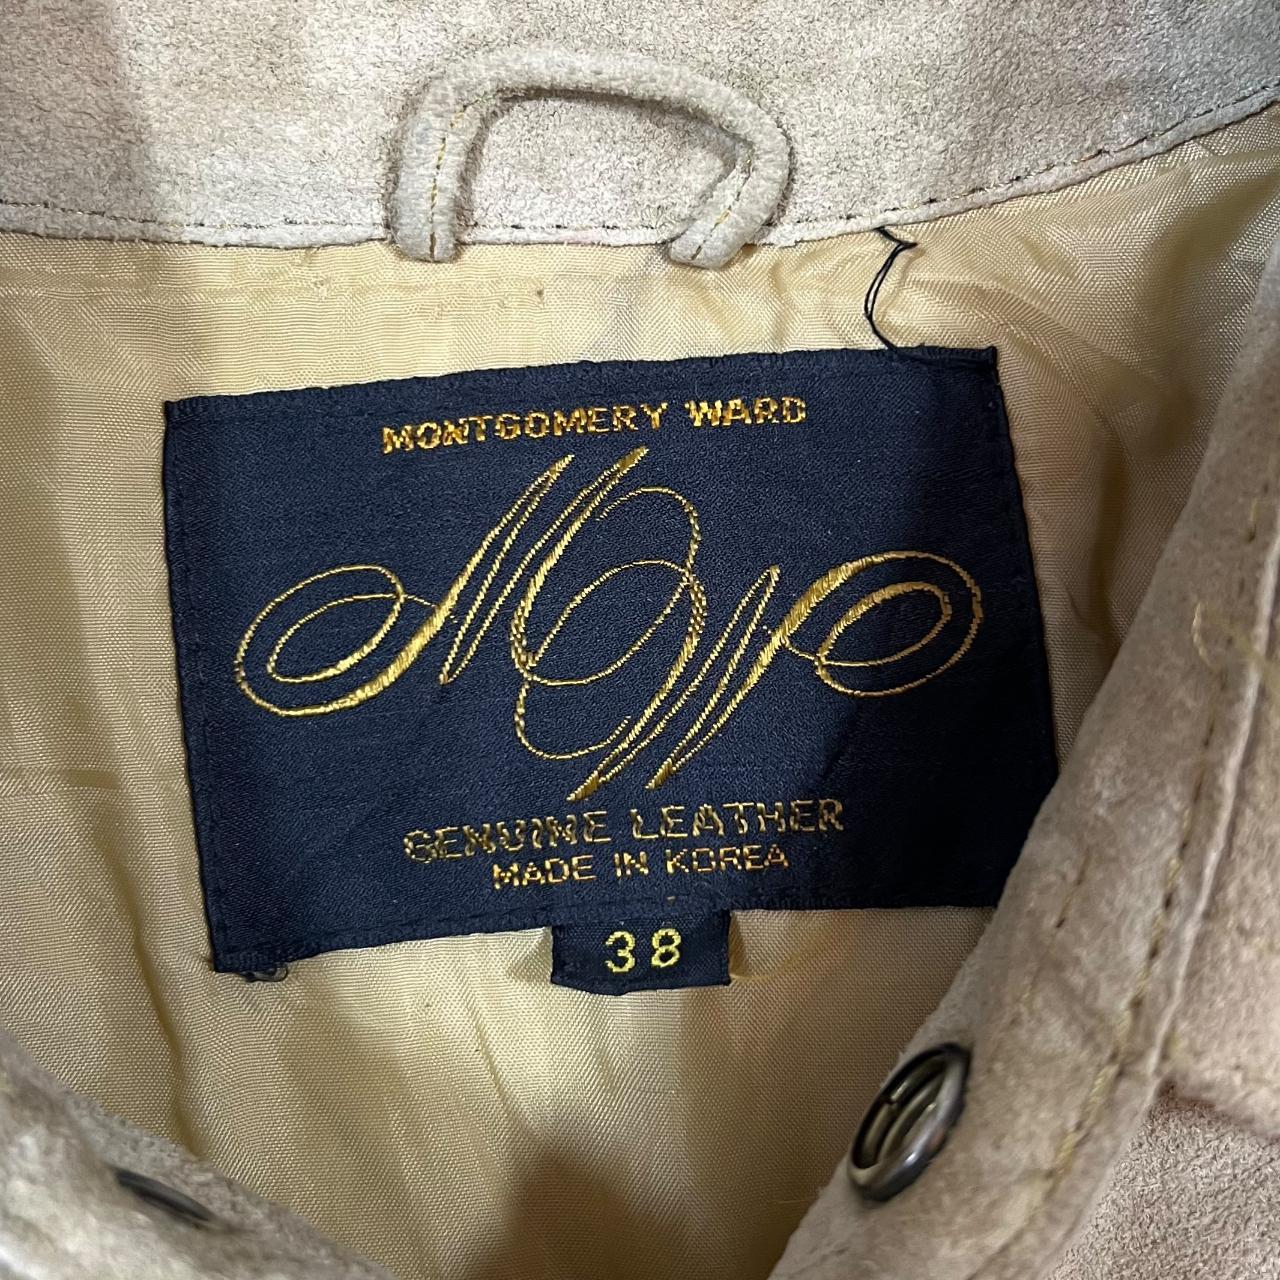 MONTGOMERY WARD
MW
GENUINE LEATHER
MADE IN KOREA
38